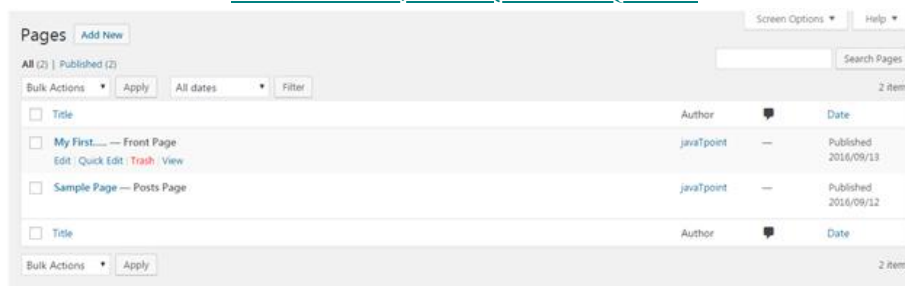 Screen Options ▼ Help ▼
Pages Add New
All (2) | Published (2)
Search Pages
Bulk Actions ▼ Apply All dates ▼ Filter 2 item
Title Author Date
My First..... — Front Page javaTpoint — Published
Edit | Quick Edit | Trash | View 2016/09/13
Sample Page — Posts Page javaTpoint — Published
2016/09/12
Title Author Date
Bulk Actions ▼ Apply 2 item